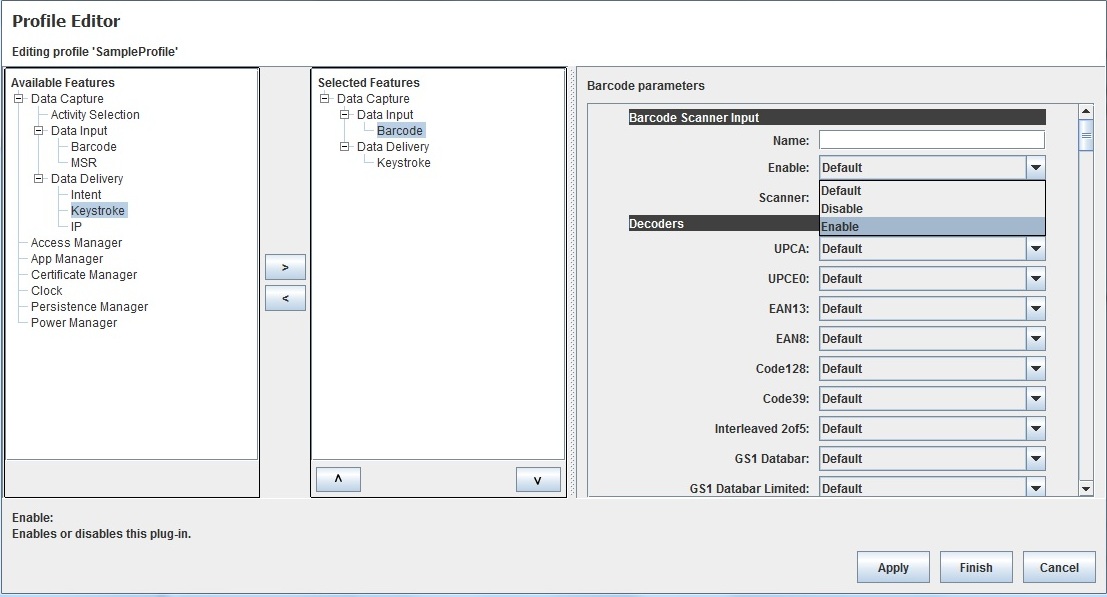 Profile Editor
Editing profile 'SampleProfile'
Available Features
Data Capture
Activity Selection
Data Input
Barcode
MSR
Data Delivery
Intent
Keystroke
IP
Access Manager
App Manager
Certificate Manager
Clock
Persistence Manager
Power Manager
>
<
Selected Features
Data Capture
Data Input
Barcode
Data Delivery
Keystroke
Barcode parameters
Barcode Scanner Input
Name:
Enable: Default
Default
Disable
Enable
Scanner:
Decoders
UPCA: Default
UPCE0: Default
EAN13: Default
EAN8: Default
Code128: Default
Code39: Default
Interleaved 2of5: Default
GS1 Databar: Default
GS1 Databar Limited: Default
Enable:
Enables or disables this plug-in.
Apply Finish Cancel